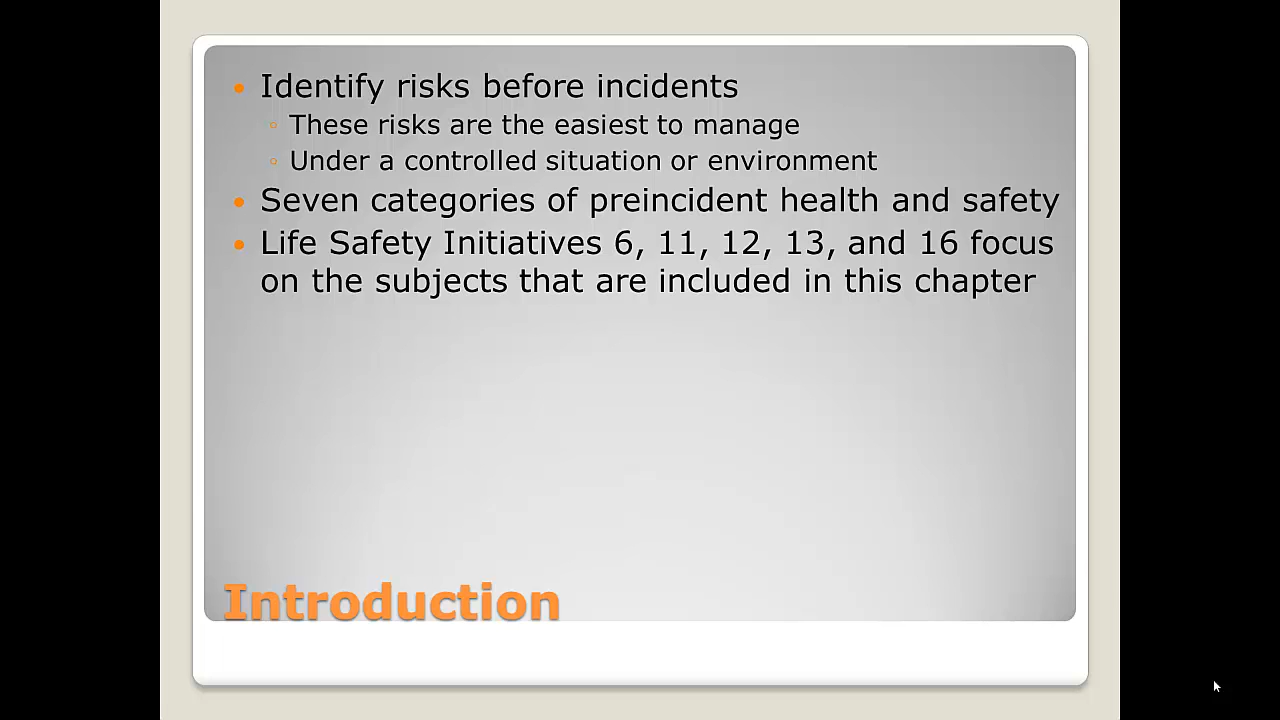 Identify risks before incidents
These risks are the easiest to manage
Under a controlled situation or environment
Seven categories of preincident health and safety
Life Safety Initiatives 6, 11, 12, 13, and 16 focus
on the subjects that are included in this chapter
Introduction